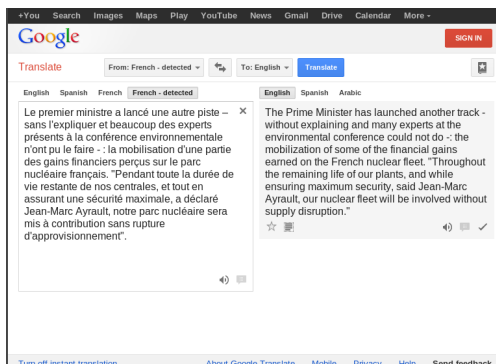 +You Search Images Maps Play YouTube News Gmail Drive Calendar More
Google
SIGN IN
Translate From: French - detected To: English Translate
English Spanish French French - detected
English Spanish Arabic
Le premier ministre a lancé une autre piste –
sans l'expliquer et beaucoup des experts
présents à la conférence environnementale
n'ont pu le faire - : la mobilisation d'une partie
des gains financiers perçus sur le parc
nucléaire français. "Pendant toute la durée de
vie restante de nos centrales, et tout en
assurant une sécurité maximale, a déclaré
Jean-Marc Ayrault, notre parc nucléaire sera
mis à contribution sans rupture
d'approvisionnement".
The Prime Minister has launched another track -
without explaining and many experts at the
environmental conference could not do -: the
mobilization of some of the financial gains
earned on the French nuclear fleet. "Throughout
the remaining life of our plants, and while
ensuring maximum security, said Jean-Marc
Ayrault, our nuclear fleet will be involved without
supply disruption."
Turn off instant translation About Google Translate Mobile Privacy Help Send feedback